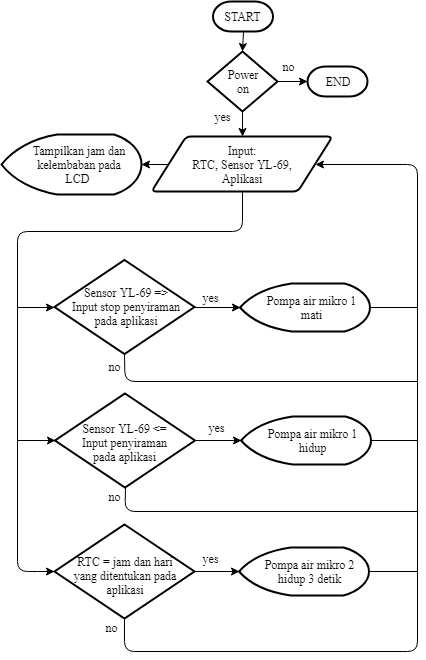 START
Power
on
no
END
yes
Input:
RTC, Sensor YL-69,
Aplikasi
Tampilkan jam dan
kelembaban pada
LCD
Sensor YL-69 =>
Input stop penyiraman
pada aplikasi
yes
Pompa air mikro 1
mati
no
Sensor YL-69 <=
Input penyiraman
pada aplikasi
yes
Pompa air mikro 1
hidup
no
RTC = jam dan hari
yang ditentukan pada
aplikasi
yes
Pompa air mikro 2
hidup 3 detik
no